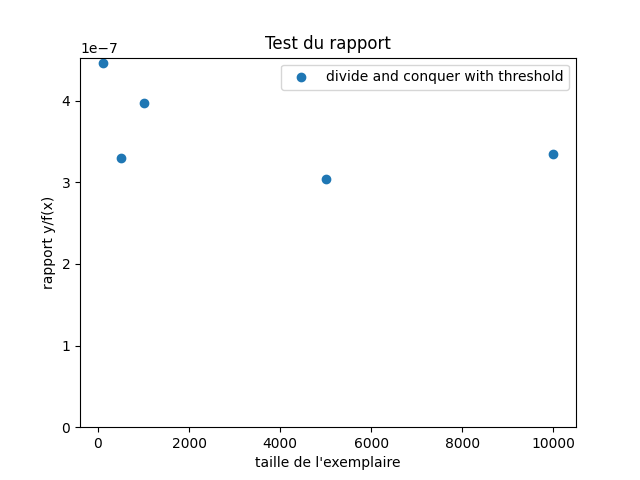 Test du rapport
1e−7
divide and conquer with threshold
4
3
2
1
0
rapport y/f(x)
0 2000 4000 6000 8000 10000
taille de l'exemplaire